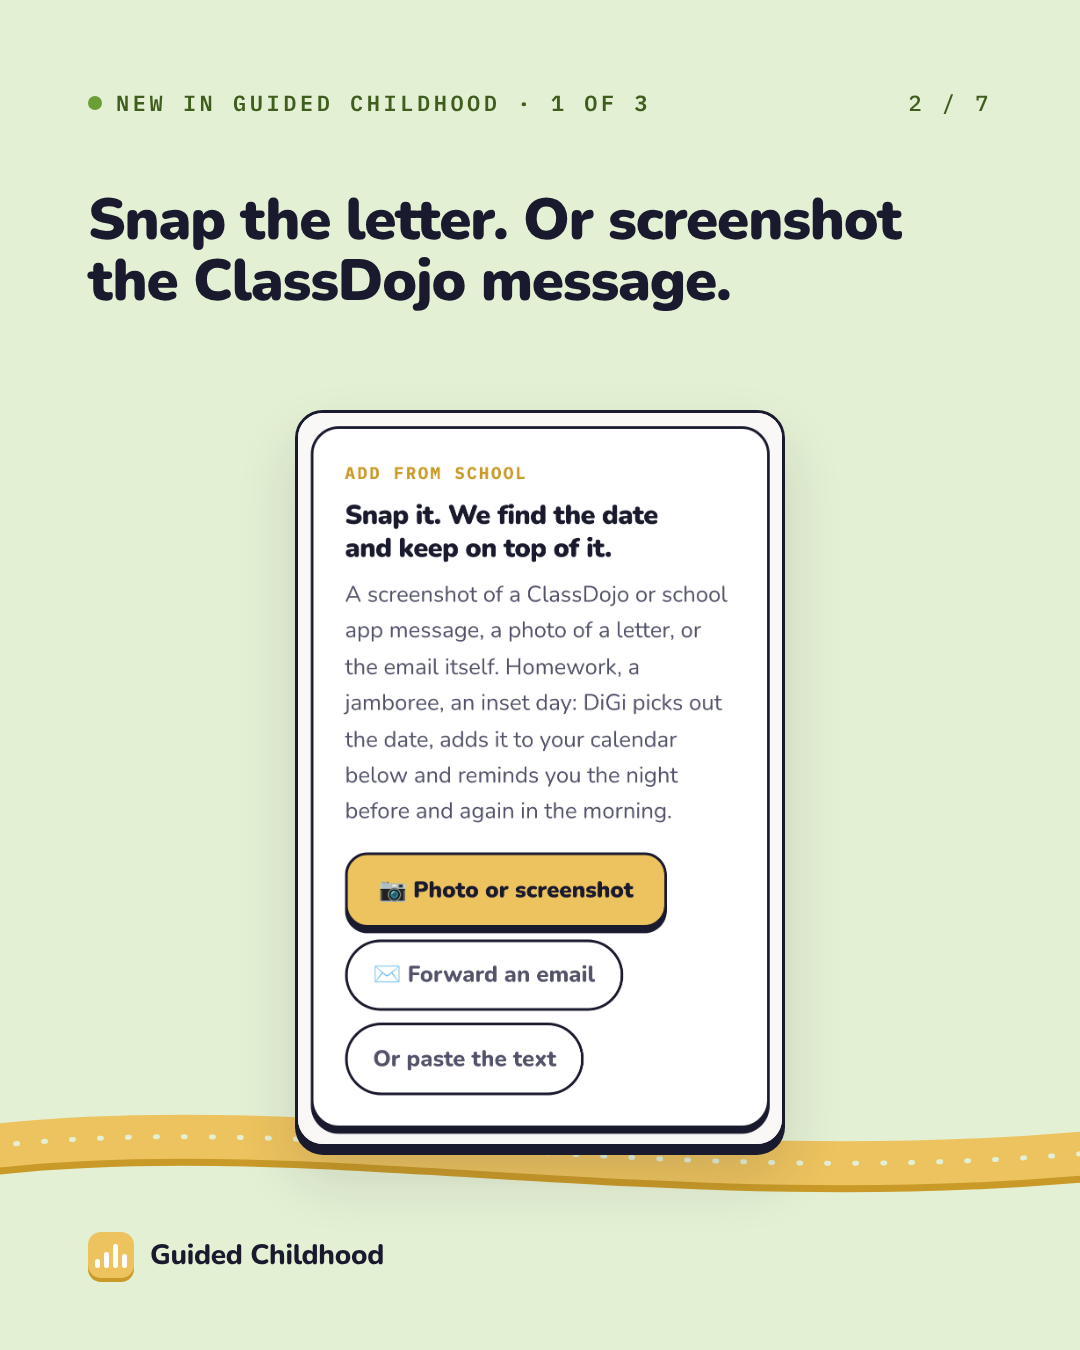 NEW IN GUIDED CHILDHOOD · 1 OF 3
2 / 7
Snap the letter. Or screenshot
the ClassDojo message.
ADD FROM SCHOOL
Snap it. We find the date
and keep on top of it.
A screenshot of a ClassDojo or school
app message, a photo of a letter, or
the email itself. Homework, a
jamboree, an inset day: DiGi picks out
the date, adds it to your calendar
below and reminds you the night
before and again in the morning.
📷 Photo or screenshot
✉️ Forward an email
Or paste the text
Guided Childhood